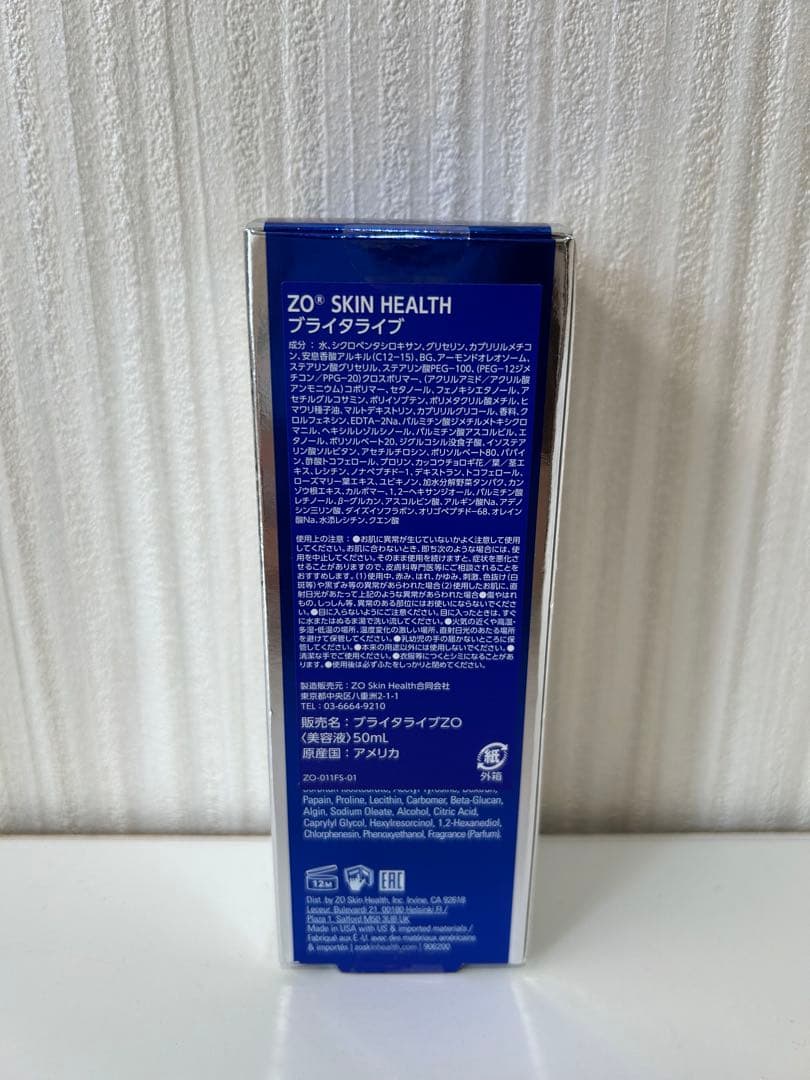 ZO® SKIN HEALTH
ブライタライブ
成分：水、シクロペンタシロキサン、グリセリン、カプリリルメチコ
ン、安息香酸アルキル(C12-15)、BG、アーモンドオレオソーム、
ステアリン酸グリセリル、ステアリン酸PEG-100、(PEG-12ジメ
チコン／PPG-20)クロスポリマー、(アクリルアミド／アクリル酸
アンモニウム)コポリマー、セタノール、フェノキシエタノール、ア
セチルグルコサミン、ポリイソブテン、ポリメタクリル酸メチル、ヒ
マワリ種子油、マルトデキストリン、カプリリルグリコール、香料、ク
ロルフェネシン、EDTA-2Na、パルミチン酸ジメチルメトキシクロ
マニル、ヘキシルレゾルシノール、パルミチン酸アスコルビル、エ
タノール、ポリソルベート20、ジグルコシル没食子酸、イソステア
リン酸ソルビタン、アセチルチロシン、ポリソルベート80、パパイ
ン、酢酸トコフェロール、プロリン、カッコウチョロギ花／葉／茎エ
キス、レシチン、ノナペプチド-1、デキストラン、トコフェロール、
ローズマリー葉エキス、ユビキノン、加水分解野菜タンパク、カン
ゾウ根エキス、カルボマー、1,2-ヘキサンジオール、パルミチン酸
レチノール、β-グルカン、アスコルビン酸、アルギン酸Na、アデノ
シン三リン酸、ダイズイソフラボン、オリゴペプチド-68、オレイン
酸Na、水添レシチン、クエン酸
使用上の注意：●お肌に異常が生じていないかよく注意して使用
してください。お肌に合わないとき、即ち次のような場合には、使
用を中止してください。そのまま使用を続けますと、症状を悪化さ
せることがありますので、皮膚科専門医等にご相談されることを
おすすめします。(1)使用中、赤み、はれ、かゆみ、刺激、色抜け(白
斑等)や黒ずみ等の異常があらわれた場合(2)使用したお肌に、直
射日光があたって上記のような異常があらわれた場合●傷やはれ
もの、しっしん等、異常のある部位にはお使いにならないでくださ
い。●目に入らないようにご注意ください。目に入ったときは、すぐ
に水またはぬるま湯で洗い流してください。●火気の近くや高温・
多湿・低温の場所、温度変化の激しい場所、直射日光のあたる場所
を避けて保管してください。●乳幼児の手の届かないところに保
管してください。●本来の用途以外には使用しないでください。●
清潔な手でご使用ください。●衣服等につくとシミになることがあ
ります。●使用後は必ずふたをしっかりと閉めてください。
製造販売元：ZO Skin Health合同会社
東京都中央区八重洲2-1-1
TEL：03-6664-9210
販売名：ブライタライブZO
〈美容液〉50mL
原産国：アメリカ
紙
外箱
ZO-011FS-01
Papain, Proline, Lecithin, Carbomer, Beta-Glucan,
Algin, Sodium Oleate, Alcohol, Citric Acid,
Caprylyl Glycol, Hexylresorcinol, 1,2-Hexanediol,
Chlorphenesin, Phenoxyethanol, Fragrance (Parfum).
12M
EAC
Dist. by ZO Skin Health, Inc. Irvine, CA 92618
Leceur, Bulevardi 21, 00180 Helsinki FI /
Plaza 1, Salford M50 3UB UK
Made in USA with US & imported materials /
Fabriqué aux É.-U. avec des matériaux américains
& importés | zoskinhealth.com | 906200